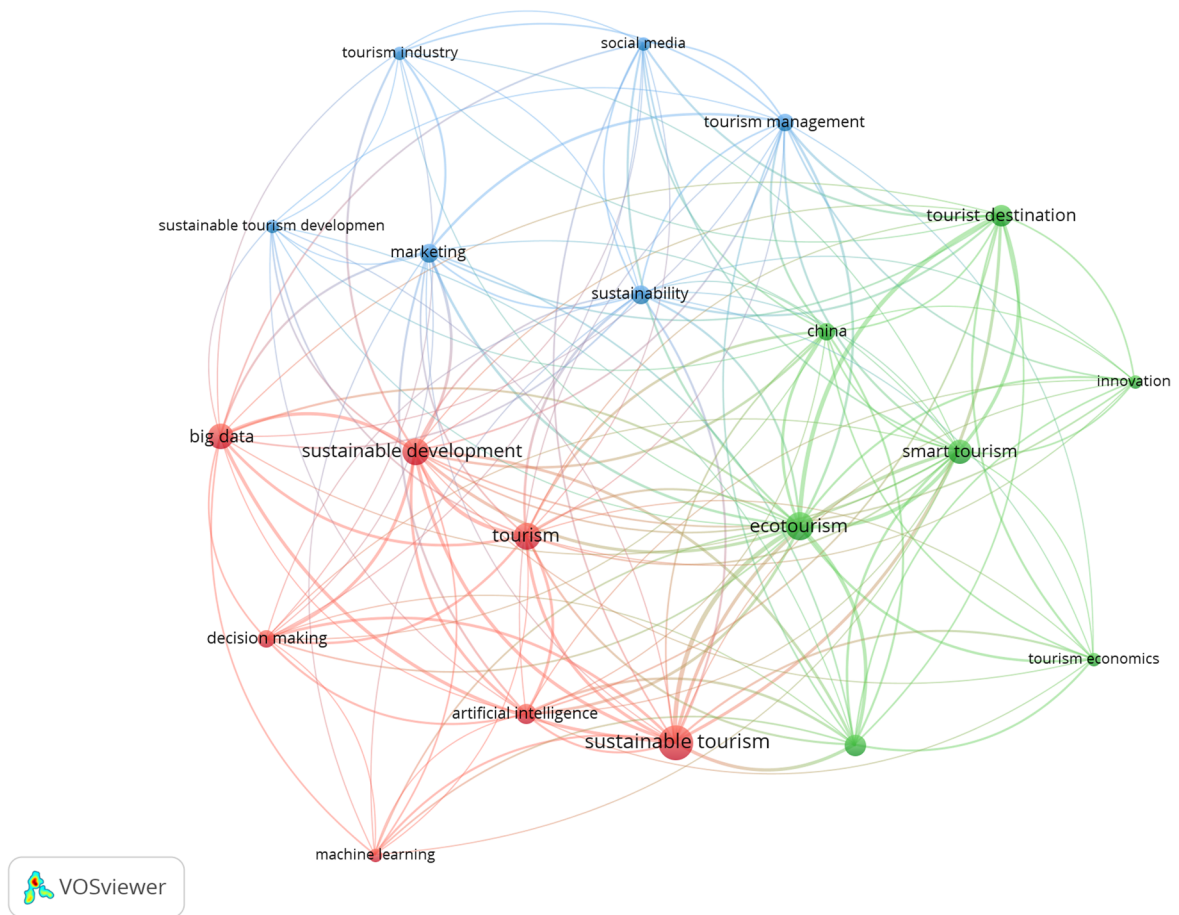 social media
tourism industry
tourism management
tourist destination
sustainable tourism developmen
marketing
sustainability
china
innovation
big data
sustainable development
smart tourism
ecotourism
tourism
decision making
tourism economics
artificial intelligence
sustainable tourism
machine learning
VOSviewer